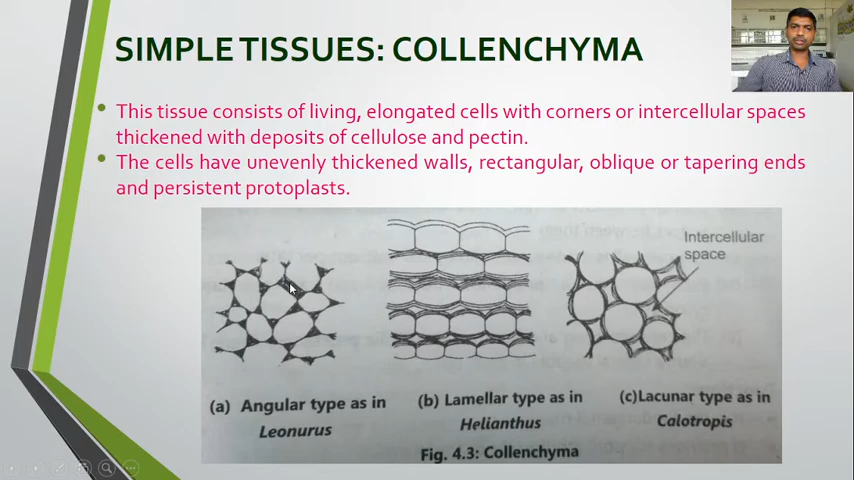 SIMPLE TISSUES: COLLENCHYMA
This tissue consists of living, elongated cells with corners or intercellular spaces
thickened with deposits of cellulose and pectin.
The cells have unevenly thickened walls, rectangular, oblique or tapering ends
and persistent protoplasts.
Intercellular
space
(a) Angular type as in
Leonurus
(b) Lamellar type as in
Helianthus
(c)Lacunar type as in
Calotropis
Fig. 4.3: Collenchyma